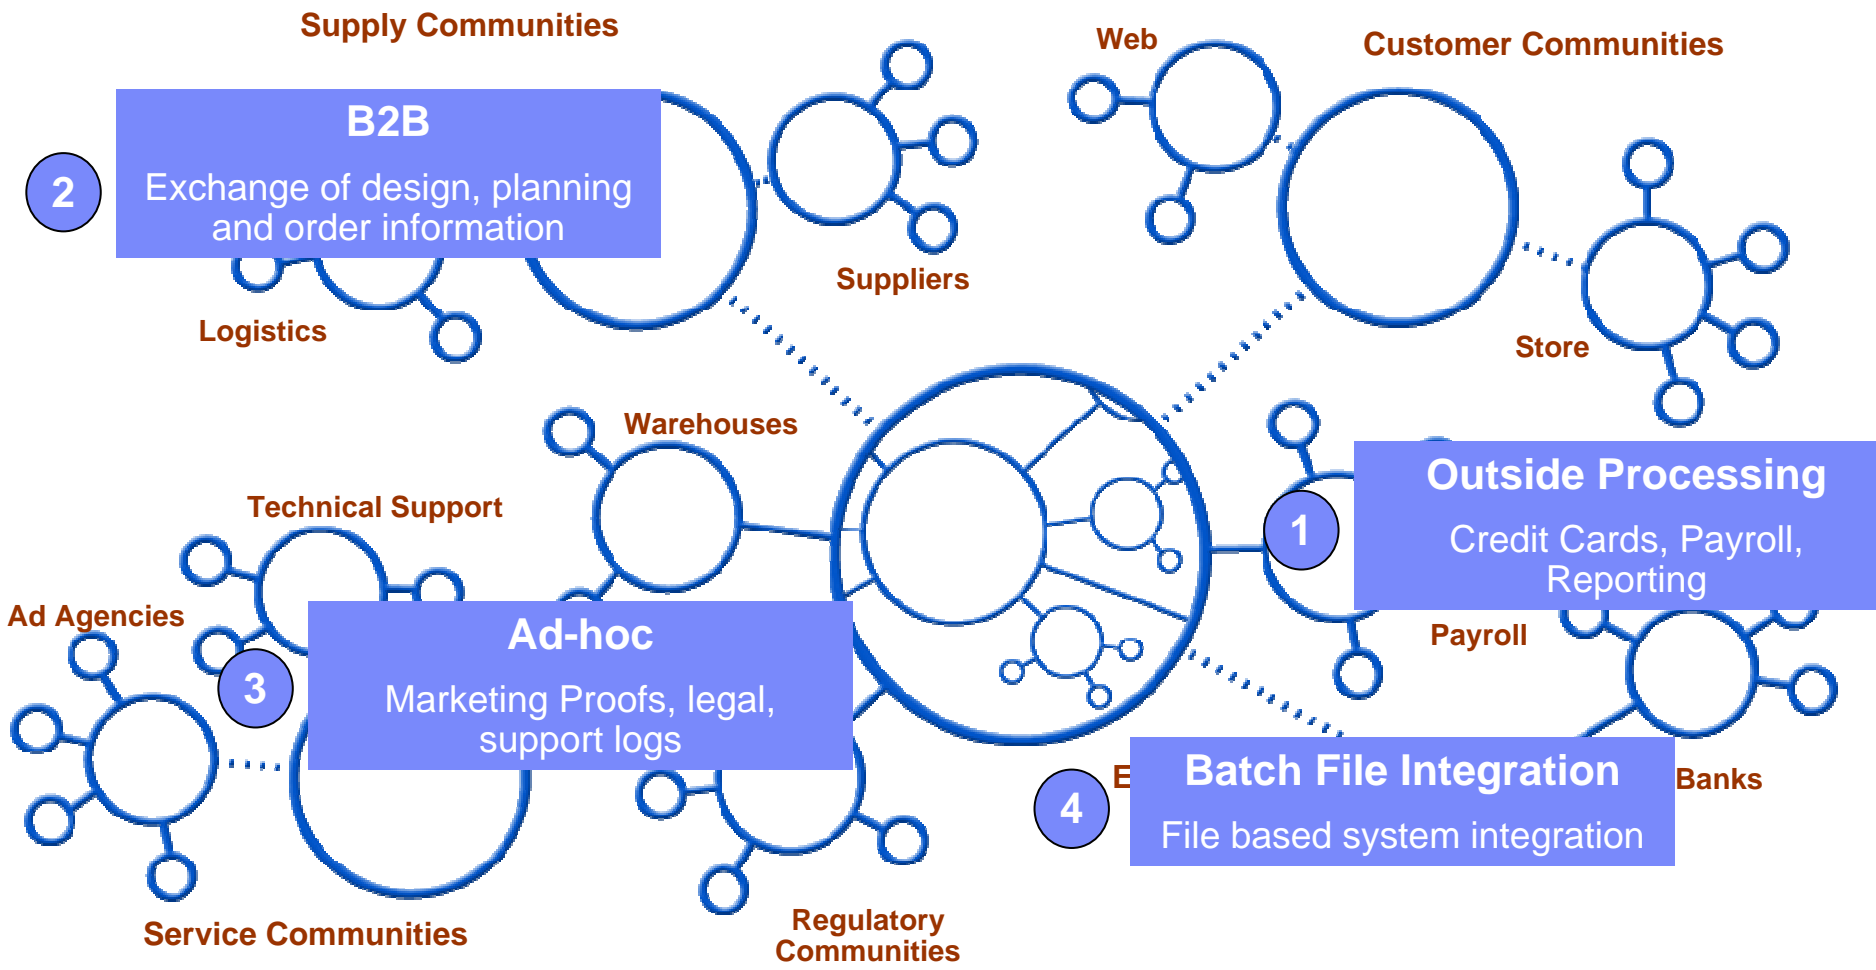 Supply Communities
Web
Customer Communities
B2B
2
Exchange of design, planning
and order information
Suppliers
Logistics
Store
Warehouses
Outside Processing
1
Credit Cards, Payroll,
Reporting
Technical Support
Ad Agencies
Payroll
Ad-hoc
3
Marketing Proofs, legal,
support logs
Batch File Integration
4
File based system integration
Banks
Service Communities
Regulatory
Communities